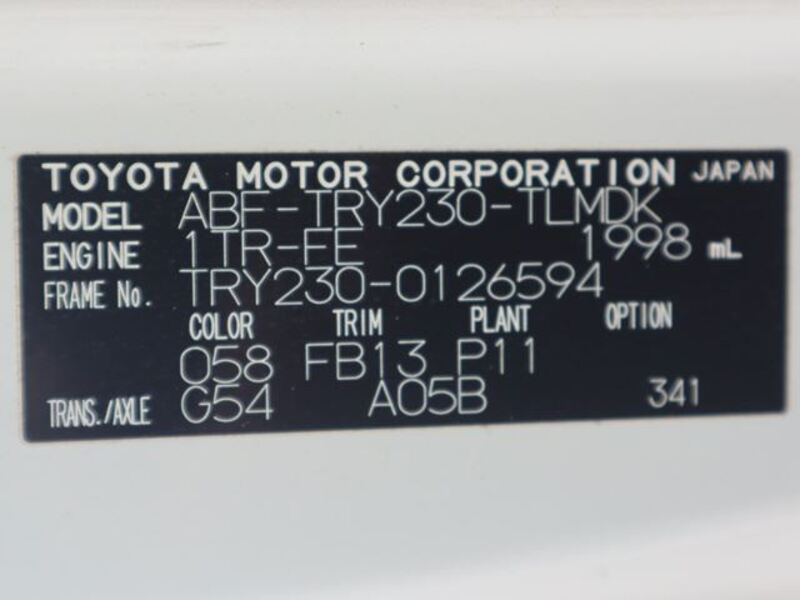 TOYOTA MOTOR CORPORATION JAPAN
MODEL ABF-TRY230-TLMDK
ENGINE 1TR-FE 1998 mL
FRAME No. TRY230-0126594
COLOR TRIM PLANT OPTION
058 FB13 P11
TRANS./AXLE G54 A05B 341